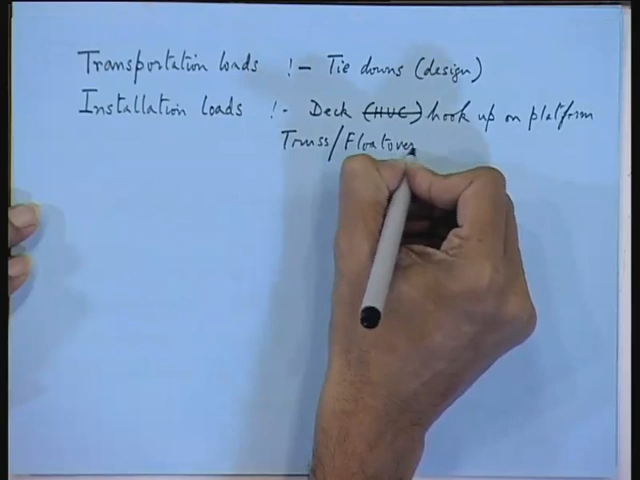 Transportation loads :- Tie downs (design)
Installation loads :- Deck (HUC) hook up on platform
Truss/Floatover